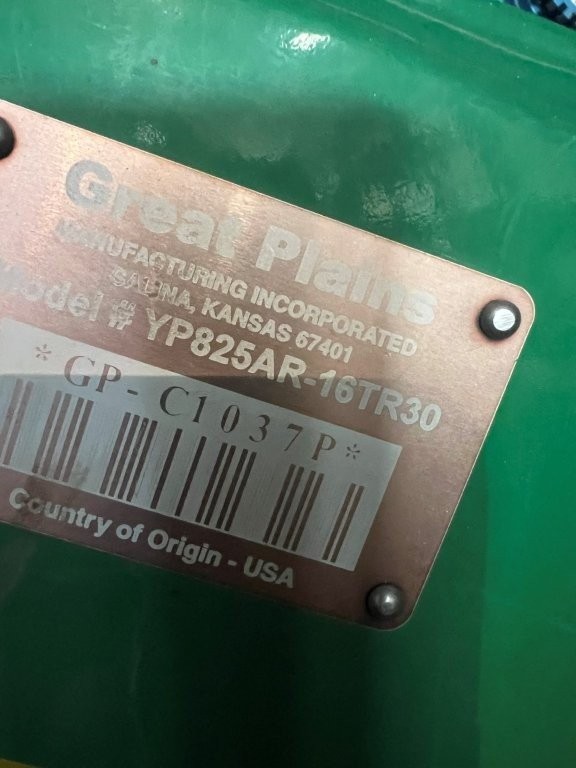 Great Plains
MANUFACTURING INCORPORATED
SALINA, KANSAS 67401
Model # YP825AR-16TR30
*GP-C1037P*
Country of Origin - USA